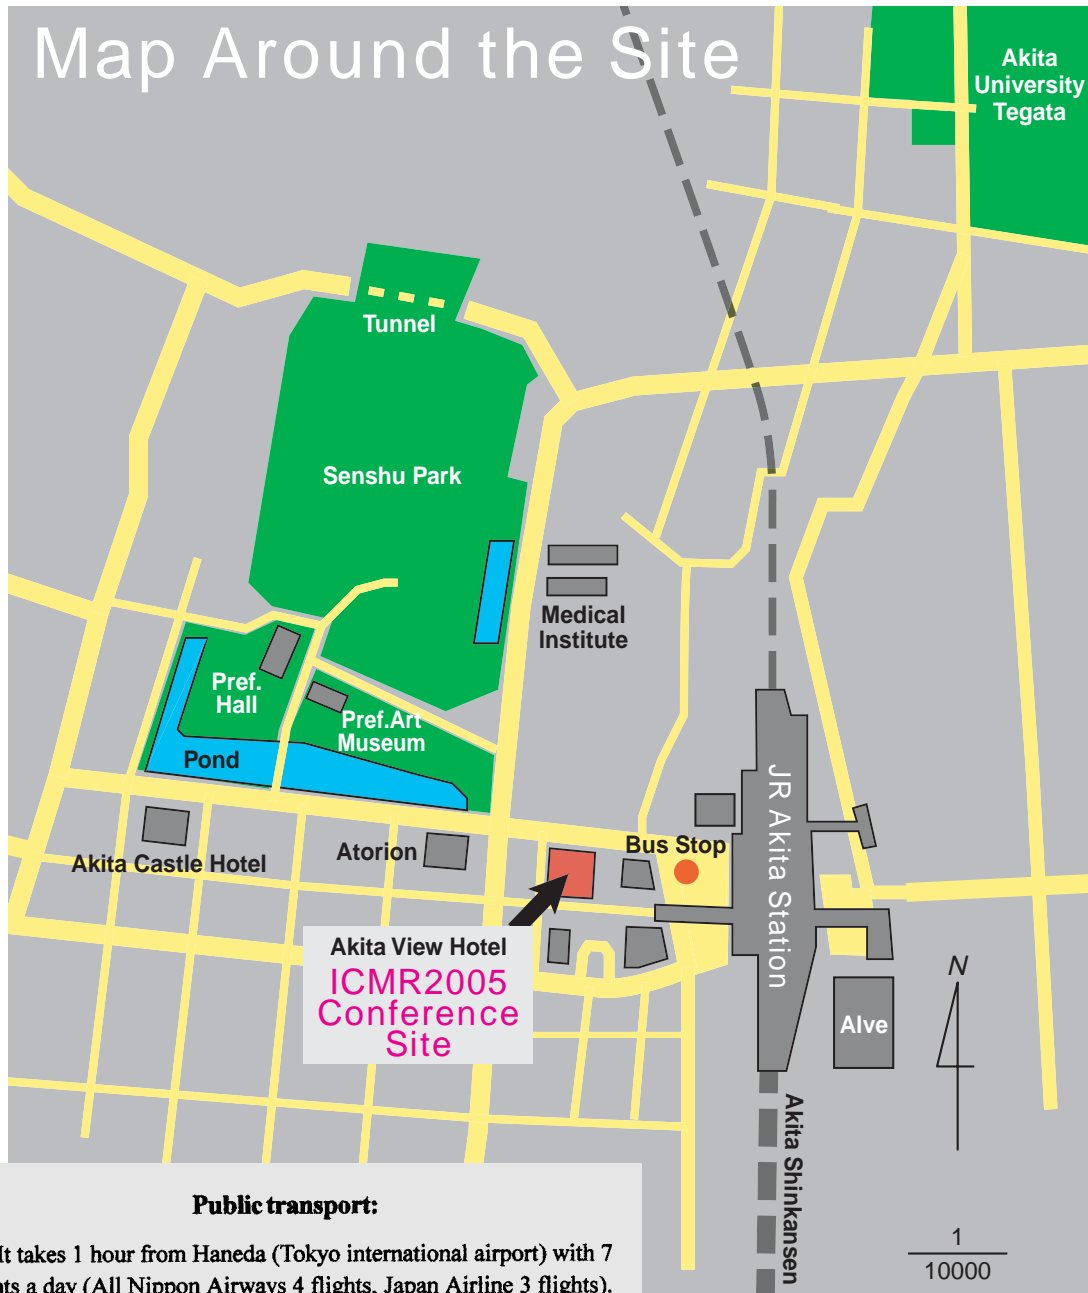 Map Around the Site
Akita
University
Tegata
Tunnel
Senshu Park
Medical
Institute
Pref.
Hall
Pref.Art
Museum
Pond
Akita Castle Hotel
Atorion
Bus Stop
JR Akita Station
Akita View Hotel
ICMR2005
Conference
Site
N
Alve
Akita Shinkansen
1
10000
Public transport:
It takes 1 hour from Haneda (Tokyo international airport) with 7
a day (All Nippon Airways 4 flights, Japan Airline 3 flights).